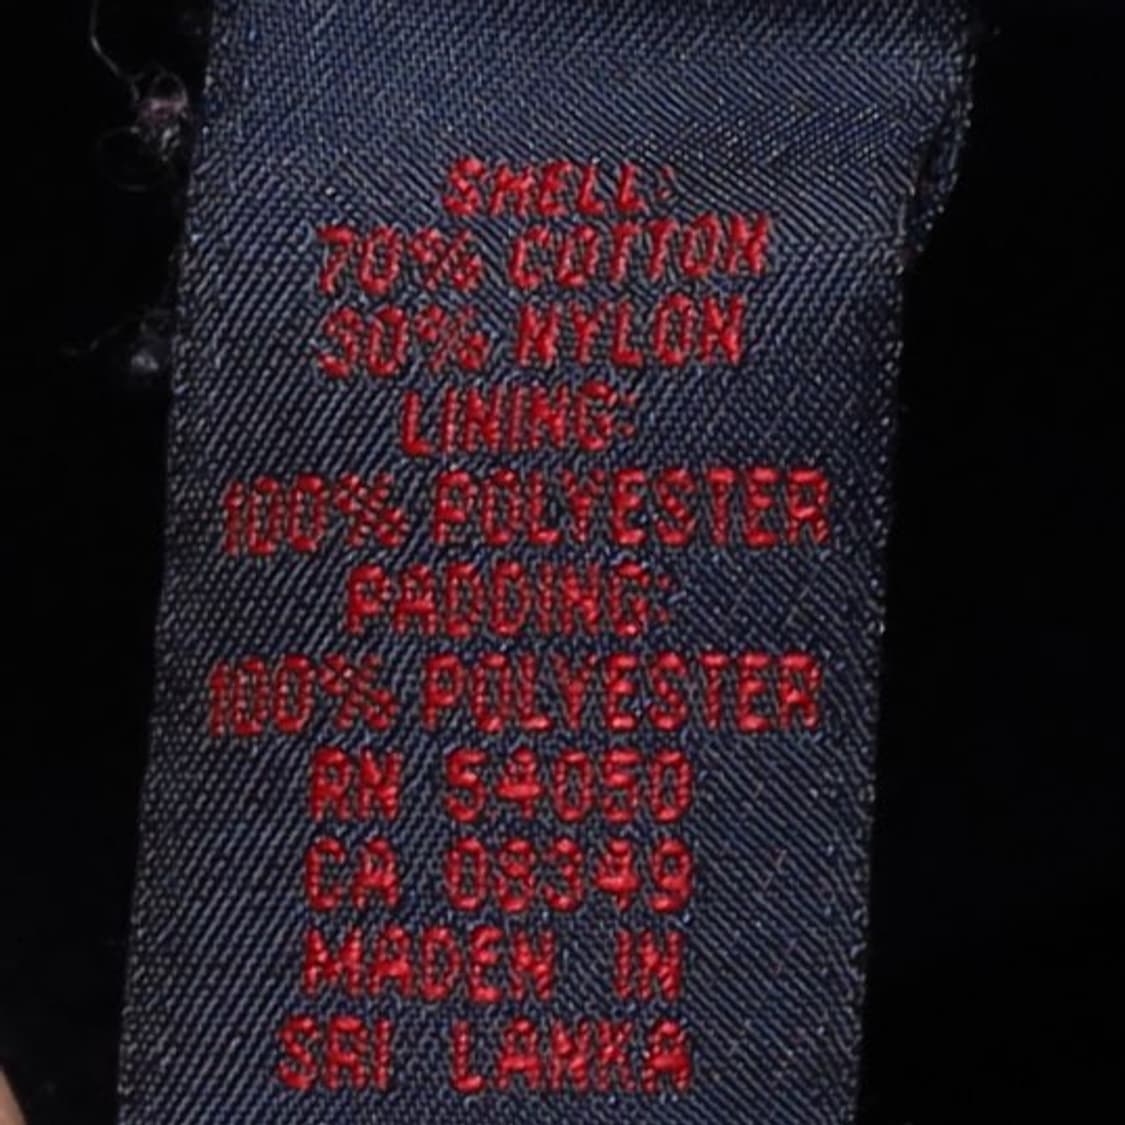 SHELL:
70% COTTON
30% NYLON
LINING:
100% POLYESTER
PADDING:
100% POLYESTER
RN 54050
CA 08349
MADEN IN
SRI LANKA